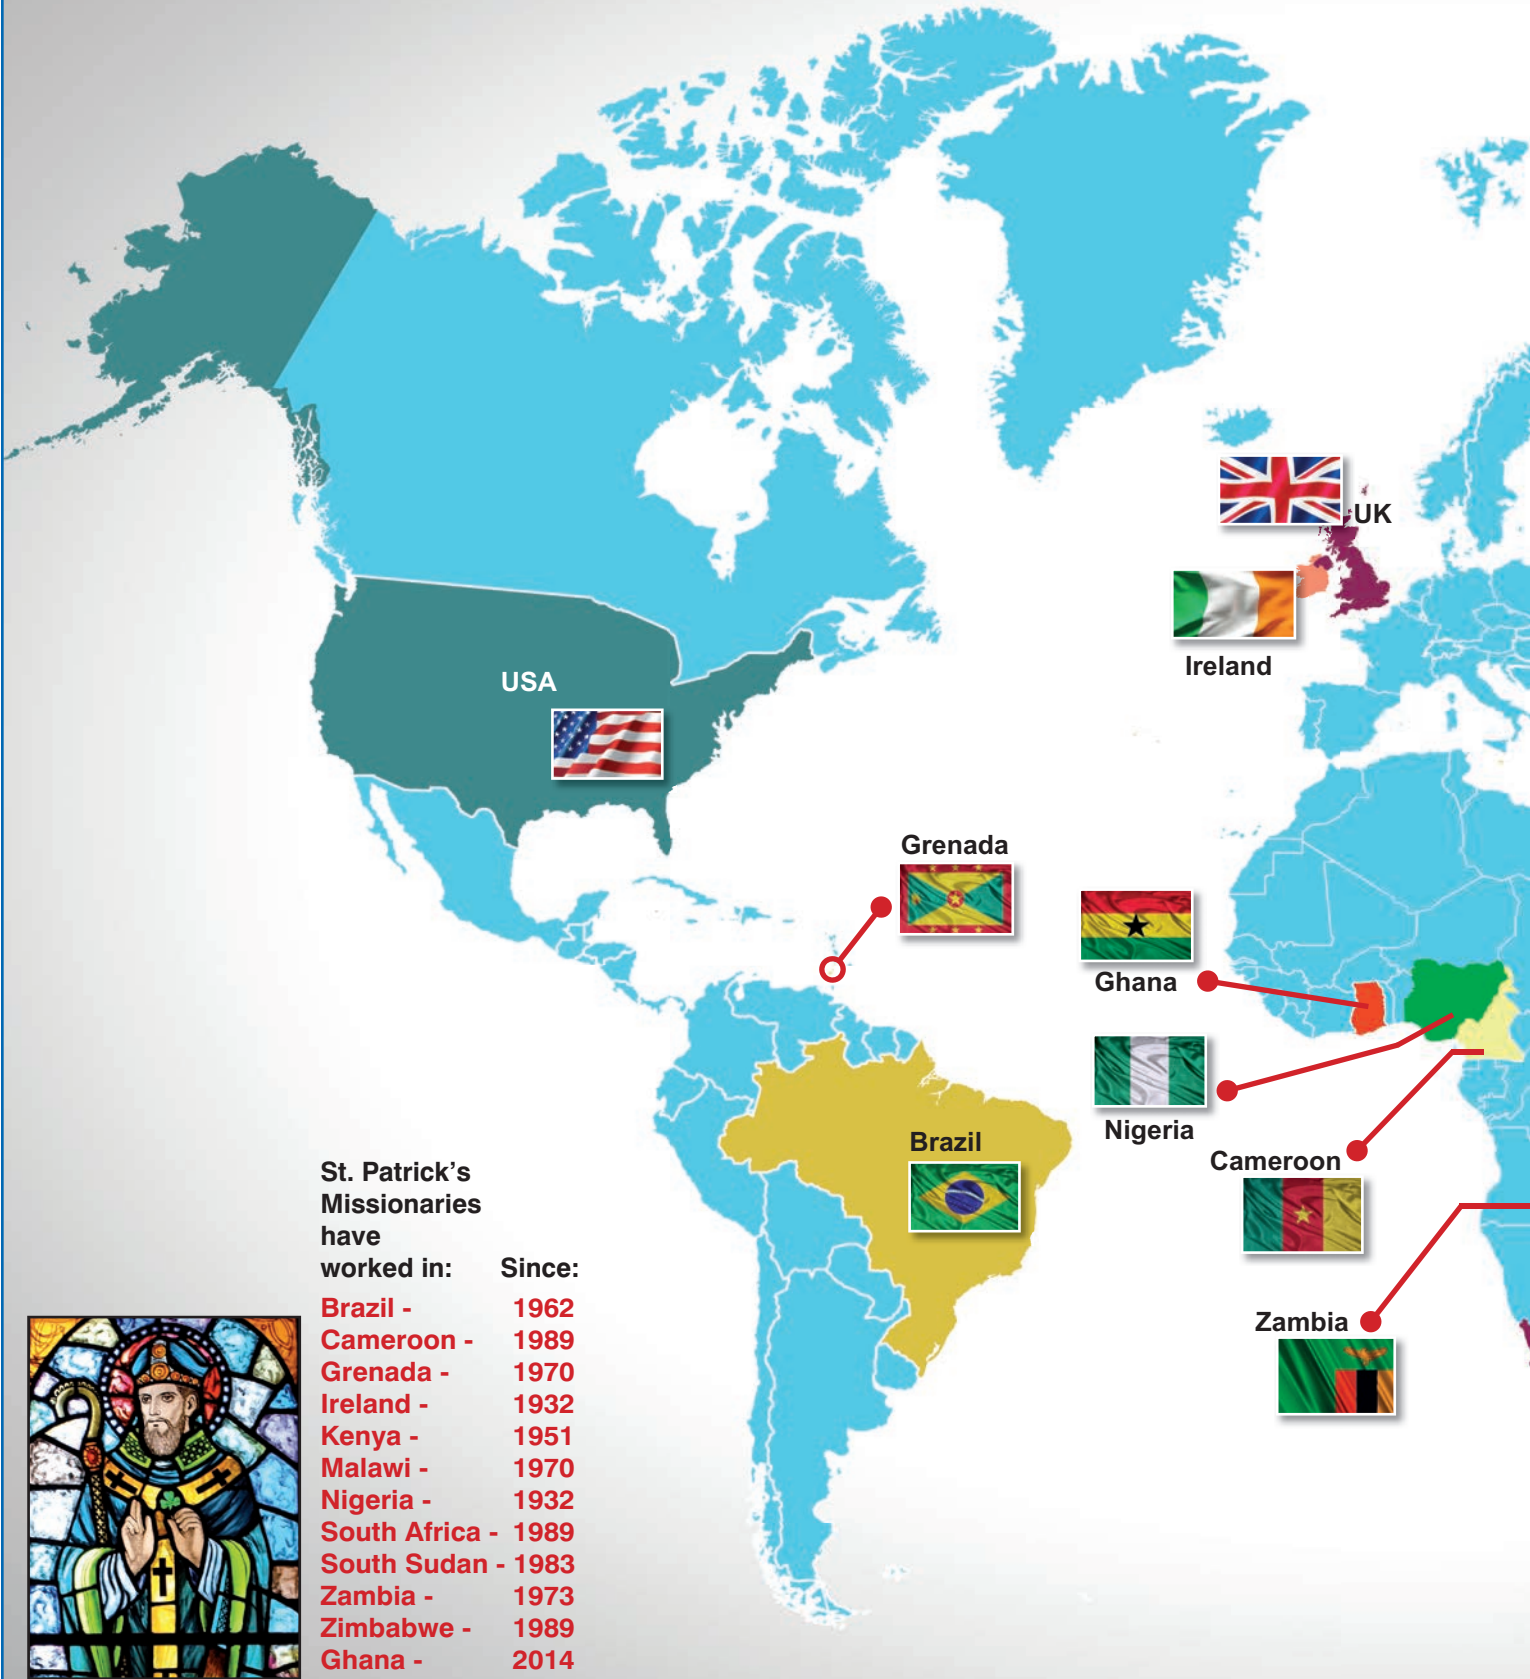 UK
Ireland
USA
Grenada
Ghana
Nigeria
Cameroon
Brazil
Zambia
St. Patrick's
Missionaries
have
worked in: Since:
Brazil - 1962
Cameroon - 1989
Grenada - 1970
Ireland - 1932
Kenya - 1951
Malawi - 1970
Nigeria - 1932
South Africa - 1989
South Sudan - 1983
Zambia - 1973
Zimbabwe - 1989
Ghana - 2014